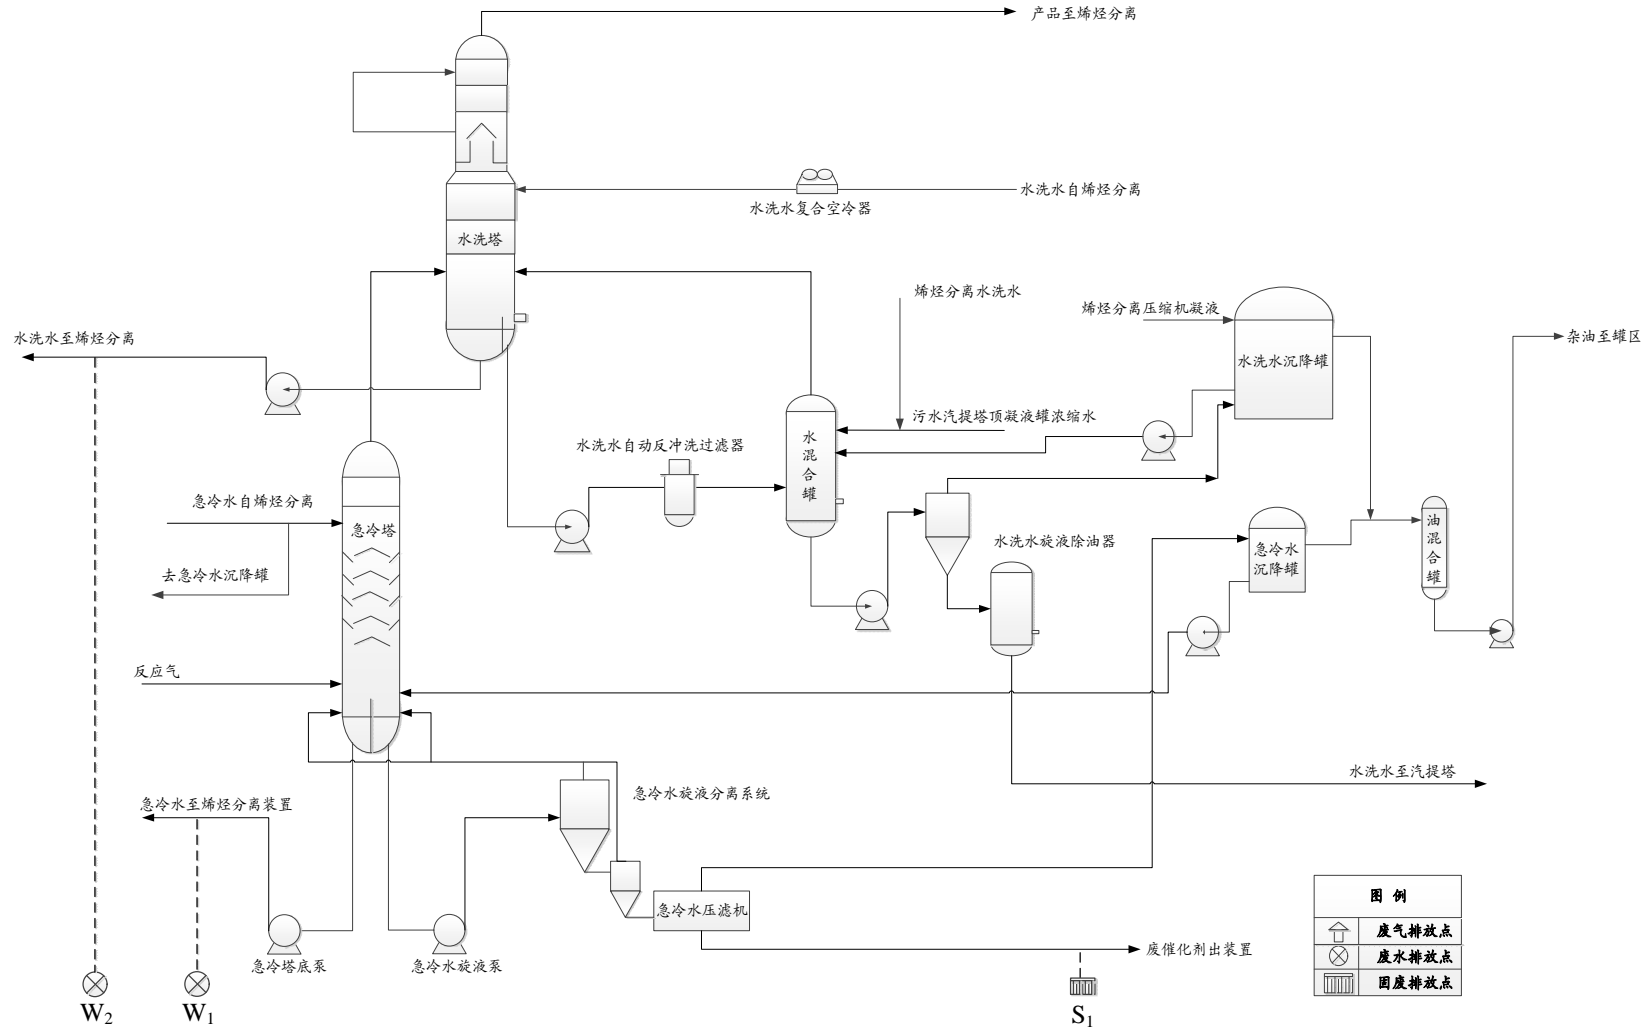 产品至烯烃分离
水洗水自烯烃分离
水洗水复合空冷器
水洗塔
烯烃分离水洗水
烯烃分离压缩机凝液
水洗水至烯烃分离
杂油至罐区
水洗水沉降罐
污水汽提塔顶凝液罐浓缩水
水洗水自动反冲洗过滤器
水混合罐
急冷水自烯烃分离
急冷塔
油混合罐
水洗水旋液除油器
急冷水
沉降罐
去急冷水沉降罐
反应气
水洗水至汽提塔
急冷水至烯烃分离装置
急冷水旋液分离系统
图 例
急冷水压滤机
废气排放点
废催化剂出装置
废水排放点
急冷塔底泵
急冷水旋液泵
固废排放点
W2
W1
S1